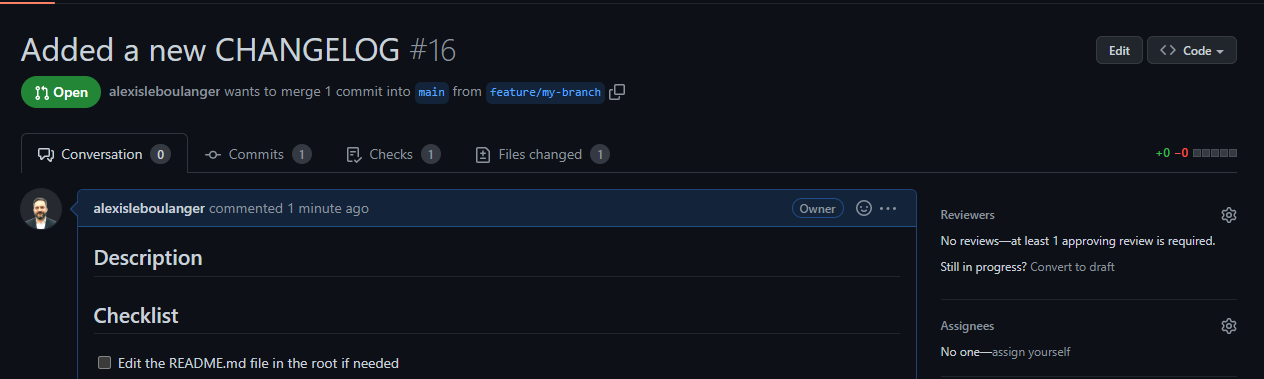 Added a new CHANGELOG #16
Edit
Code
Open
alexisleboulanger wants to merge 1 commit into main from feature/my-branch
Conversation 0
Commits 1
Checks 1
Files changed 1
+0 −0
alexisleboulanger commented 1 minute ago
Owner
Description
Checklist
Edit the README.md file in the root if needed
Reviewers
No reviews—at least 1 approving review is required.
Still in progress? Convert to draft
Assignees
No one—assign yourself